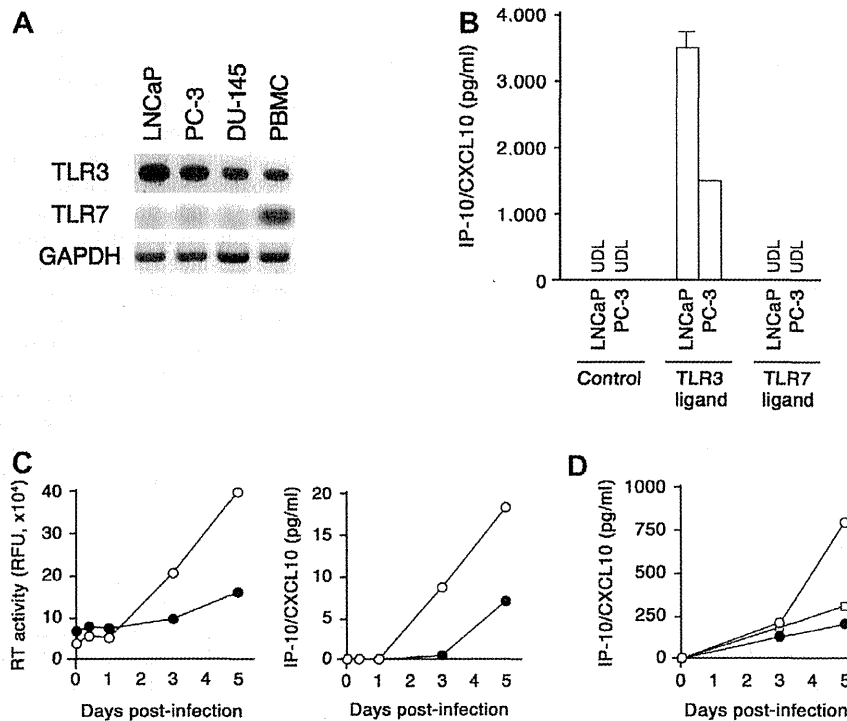 A
LNCaP
PC-3
DU-145
PBMC
TLR3
TLR7
GAPDH
B
IP-10/CXCL10 (pg/ml)
4.000
3.000
2.000
1.000
0
UDL
UDL
UDL
UDL
LNCaP
PC-3
LNCaP
PC-3
LNCaP
PC-3
Control
TLR3
ligand
TLR7
ligand
C
RT activity (RFU, x10⁴)
40
30
20
10
0
0 1 2 3 4 5
Days post-infection
IP-10/CXCL10 (pg/ml)
20
15
10
5
0
0 1 2 3 4 5
Days post-infection
D
IP-10/CXCL10 (pg/ml)
1000
750
500
250
0
0 1 2 3 4 5
Days post-infection